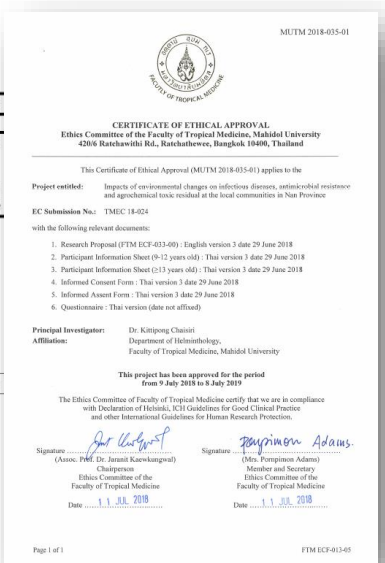 MUTM 2018-035-01
FACULTY OF TROPICAL MEDICINE
CERTIFICATE OF ETHICAL APPROVAL
Ethics Committee of the Faculty of Tropical Medicine, Mahidol University
420/6 Ratchawithi Rd., Ratchathewee, Bangkok 10400, Thailand
This Certificate of Ethical Approval (MUTM 2018-035-01) applies to the
Project entitled: Impacts of environmental changes on infectious diseases, antimicrobial resistance
and agrochemical toxic residual at the local communities in Nan Province
EC Submission No.: TMEC 18-024
with the following relevant documents:
1. Research Proposal (FTM ECF-033-00) : English version 3 date 29 June 2018
2. Participant Information Sheet (9-12 years old) : Thai version 3 date 29 June 2018
3. Participant Information Sheet (≥13 years old) : Thai version 3 date 29 June 2018
4. Informed Consent Form : Thai version 3 date 29 June 2018
5. Informed Assent Form : Thai version 3 date 29 June 2018
6. Questionnaire : Thai version (date not affixed)
Principal Investigator: Dr. Kittipong Chaisiri
Affiliation: Department of Helminthology,
Faculty of Tropical Medicine, Mahidol University
This project has been approved for the period
from 9 July 2018 to 8 July 2019
The Ethics Committee of Faculty of Tropical Medicine certify that we are in compliance
with Declaration of Helsinki, ICH Guidelines for Good Clinical Practice
and other International Guidelines for Human Research Protection.
Signature Signature Pornpimon Adams.
(Assoc. Prof. Dr. Jaranit Kaewkungwal) (Mrs. Pornpimon Adams)
Chairperson Member and Secretary
Ethics Committee of the Ethics Committee of the
Faculty of Tropical Medicine Faculty of Tropical Medicine
Date 11 JUL 2018 Date 11 JUL 2018
Page 1 of 1 FTM ECF-013-05